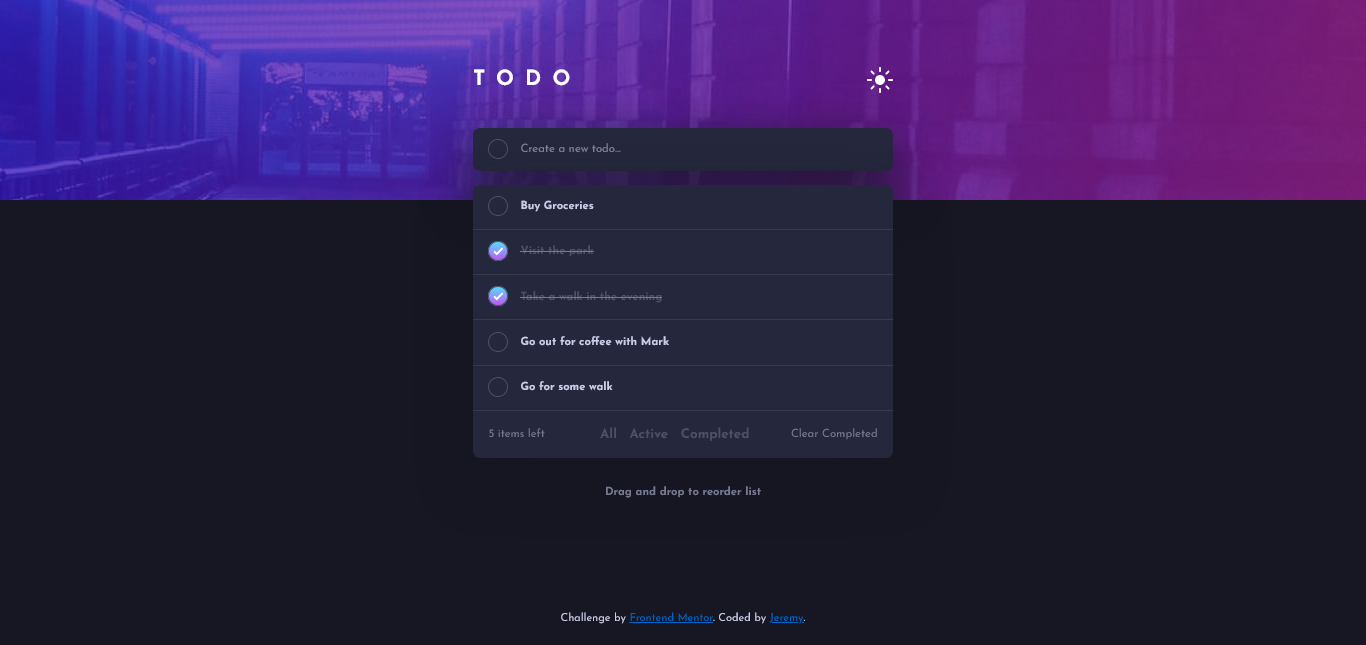 TODO
Create a new todo...
Buy Groceries
Visit the park
Take a walk in the evening
Go out for coffee with Mark
Go for some walk
5 items left All Active Completed Clear Completed
Drag and drop to reorder list
Challenge by Frontend Mentor. Coded by Jeremy.